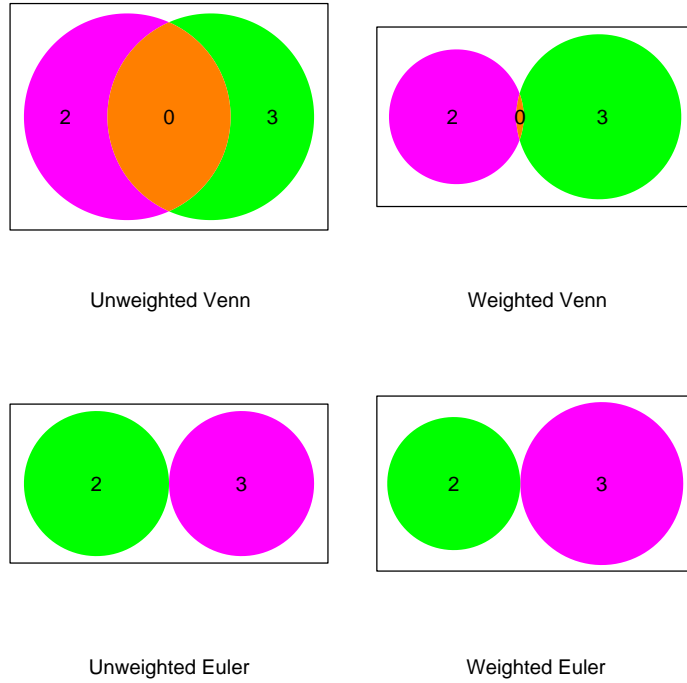 2 0 3
2 0 3
Unweighted Venn
Weighted Venn
2 3
2 3
Unweighted Euler
Weighted Euler